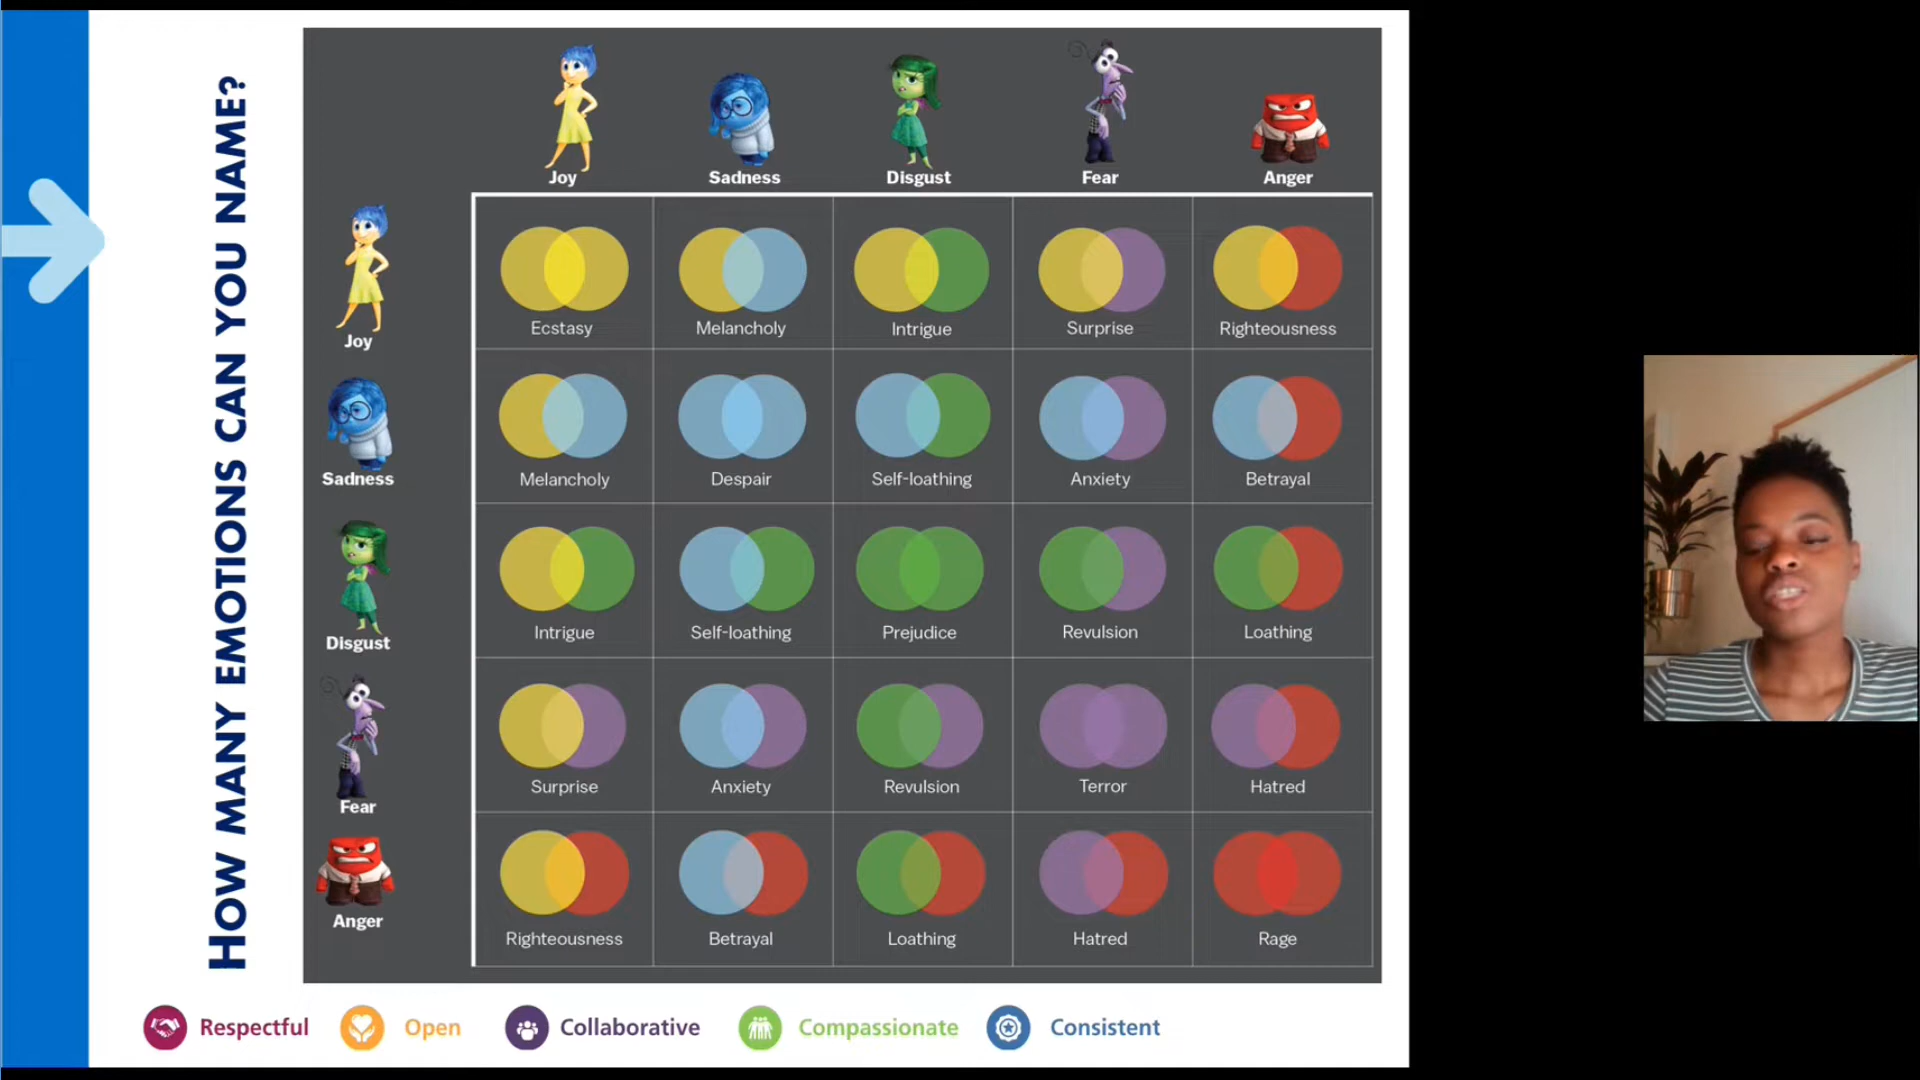 HOW MANY EMOTIONS CAN YOU NAME?
Joy Sadness Disgust Fear Anger
Joy
Ecstasy Melancholy Intrigue Surprise Righteousness
Sadness
Melancholy Despair Self-loathing Anxiety Betrayal
Disgust
Intrigue Self-loathing Prejudice Revulsion Loathing
Fear
Surprise Anxiety Revulsion Terror Hatred
Anger
Righteousness Betrayal Loathing Hatred Rage
Respectful Open Collaborative Compassionate Consistent